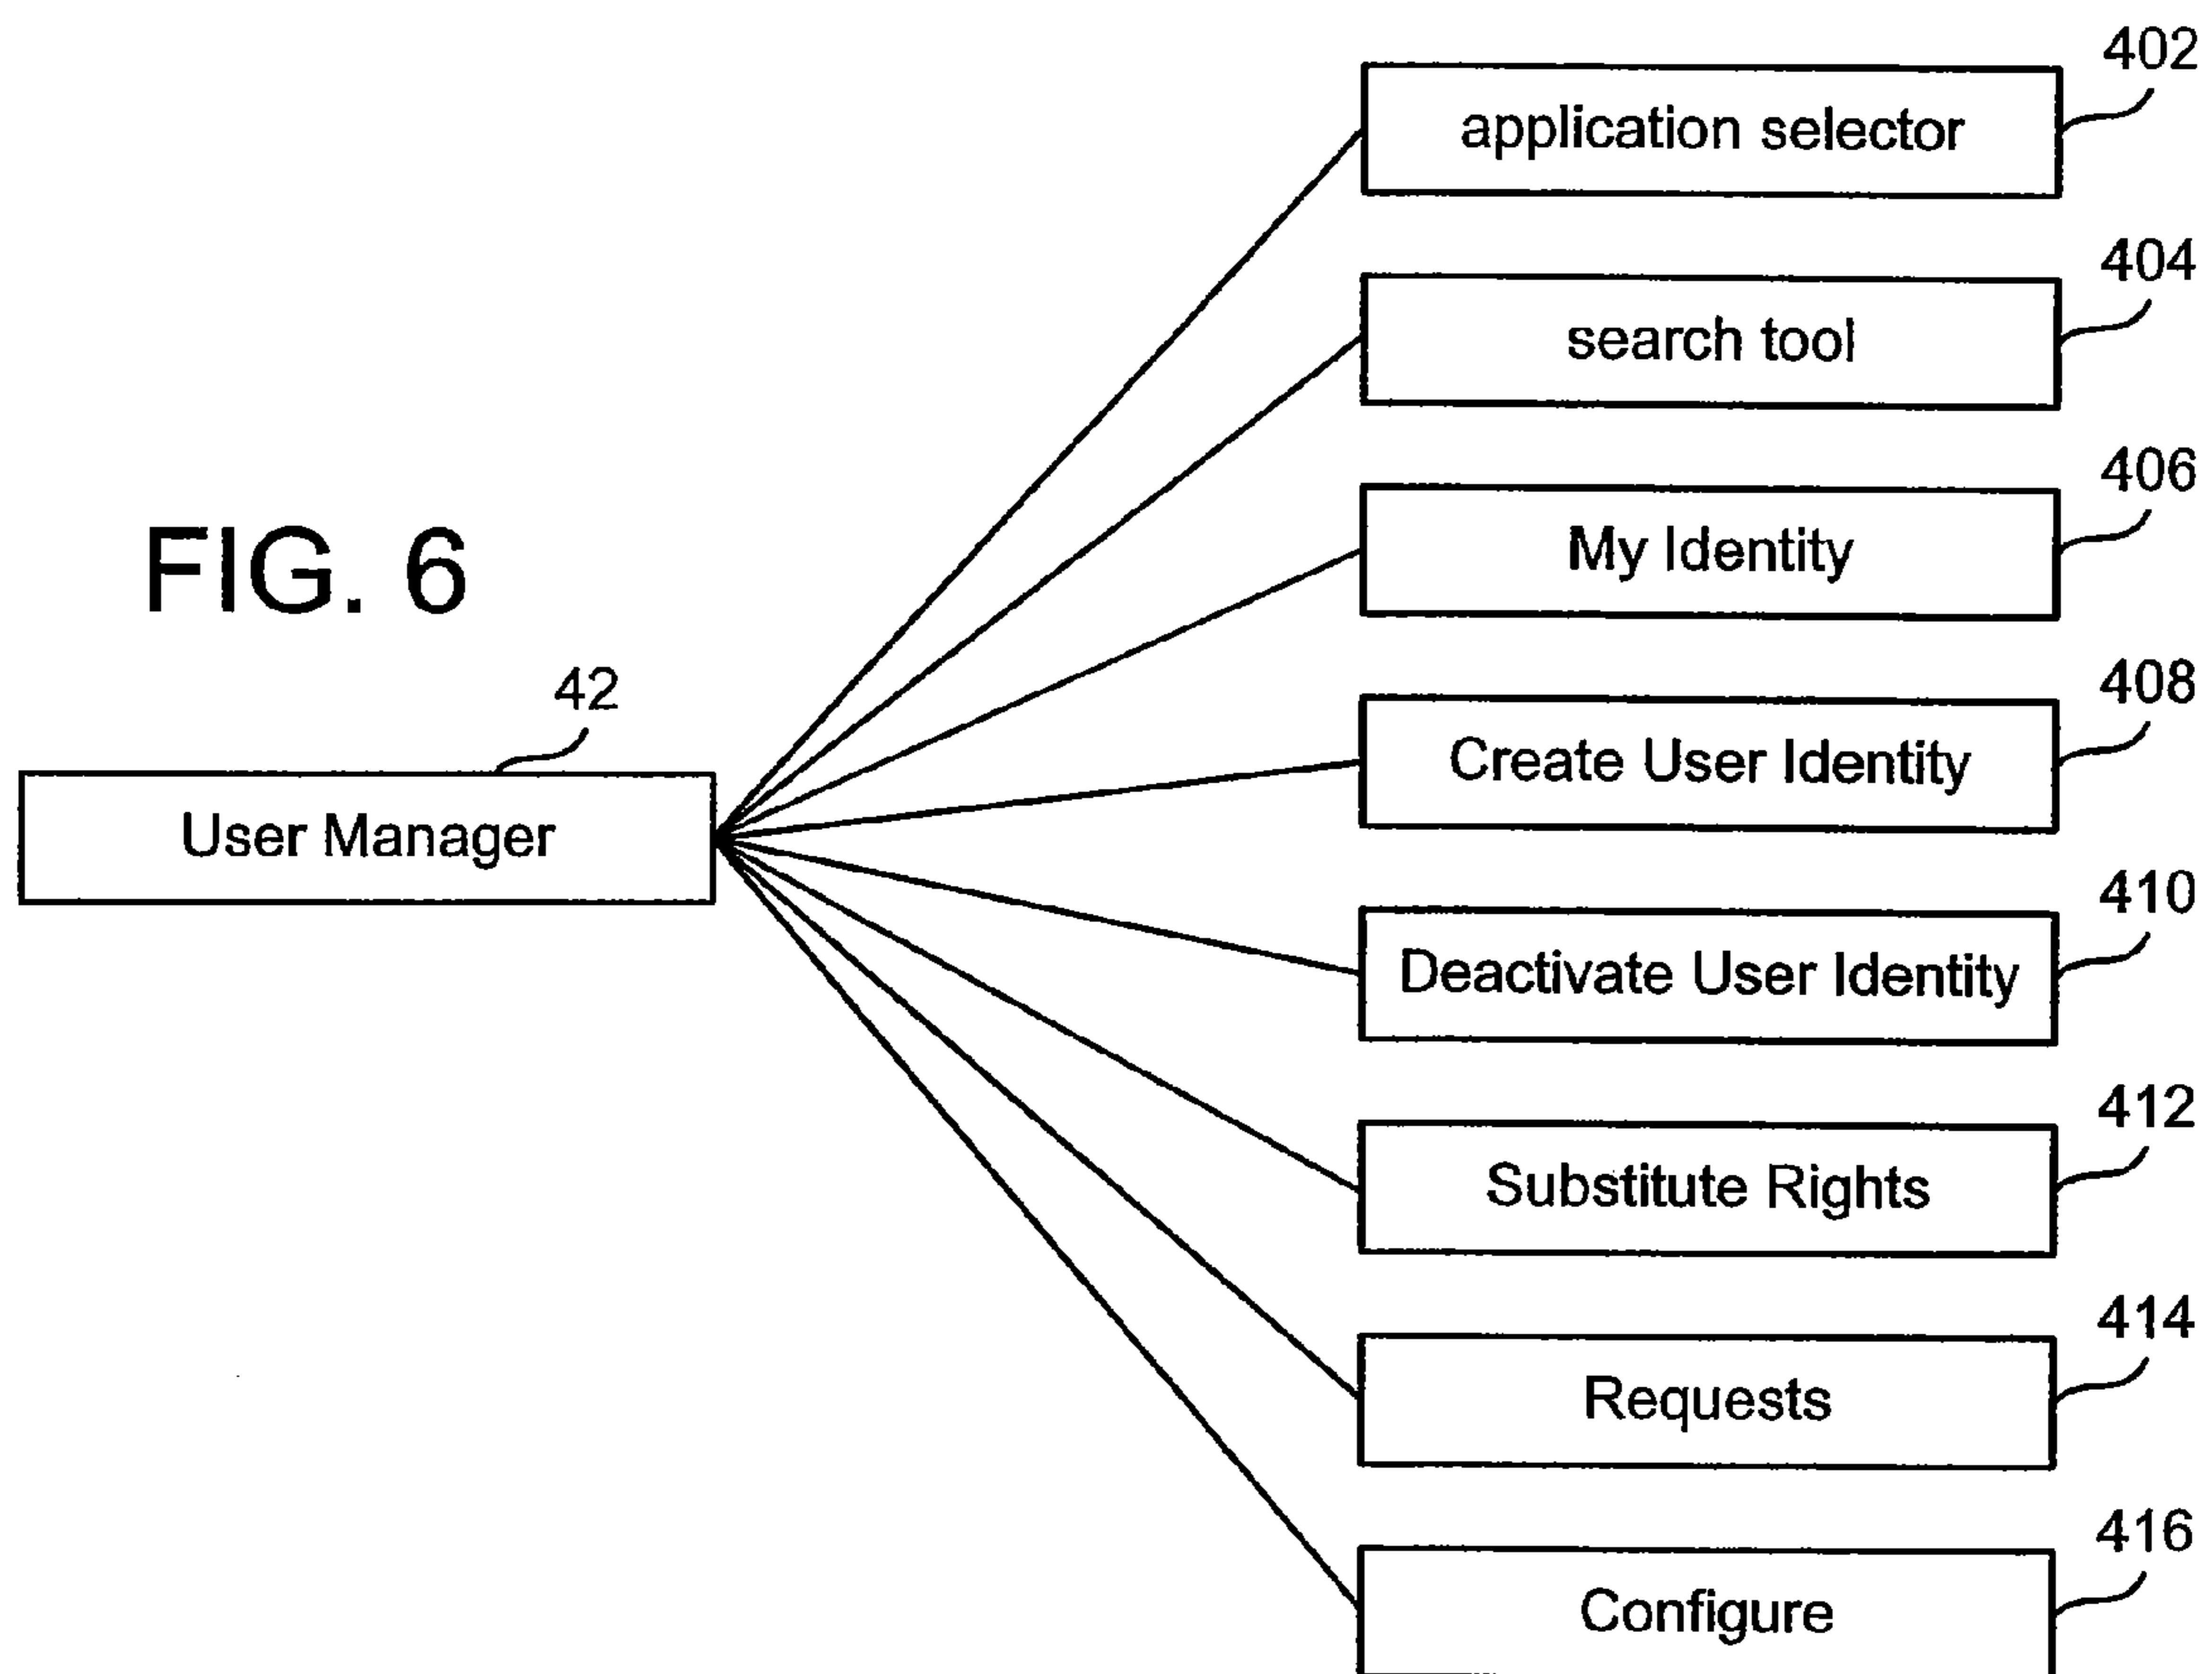 402
application selector
404
search tool
406
My Identity
FIG. 6
408
Create User Identity
42
User Manager
410
Deactivate User Identity
412
Substitute Rights
414
Requests
416
Configure